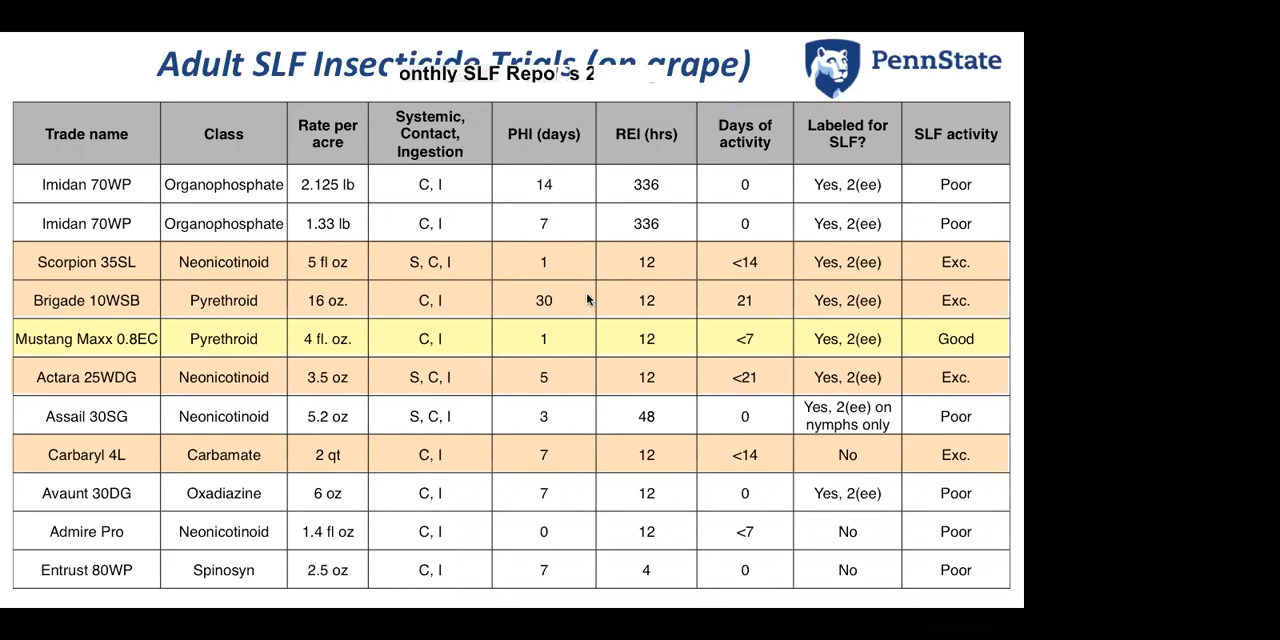 Adult SLF Insecticide Trials (on grape)
onthly SLF Repo s 2
PennState
Trade name Class Rate per acre Systemic, Contact, Ingestion PHI (days) REI (hrs) Days of activity Labeled for SLF? SLF activity
Imidan 70WP Organophosphate 2.125 lb C, I 14 336 0 Yes, 2(ee) Poor
Imidan 70WP Organophosphate 1.33 lb C, I 7 336 0 Yes, 2(ee) Poor
Scorpion 35SL Neonicotinoid 5 fl oz S, C, I 1 12 <14 Yes, 2(ee) Exc.
Brigade 10WSB Pyrethroid 16 oz. C, I 30 12 21 Yes, 2(ee) Exc.
Mustang Maxx 0.8EC Pyrethroid 4 fl. oz. C, I 1 12 <7 Yes, 2(ee) Good
Actara 25WDG Neonicotinoid 3.5 oz S, C, I 5 12 <21 Yes, 2(ee) Exc.
Assail 30SG Neonicotinoid 5.2 oz S, C, I 3 48 0 Yes, 2(ee) on nymphs only Poor
Carbaryl 4L Carbamate 2 qt C, I 7 12 <14 No Exc.
Avaunt 30DG Oxadiazine 6 oz C, I 7 12 0 Yes, 2(ee) Poor
Admire Pro Neonicotinoid 1.4 fl oz C, I 0 12 <7 No Poor
Entrust 80WP Spinosyn 2.5 oz C, I 7 4 0 No Poor